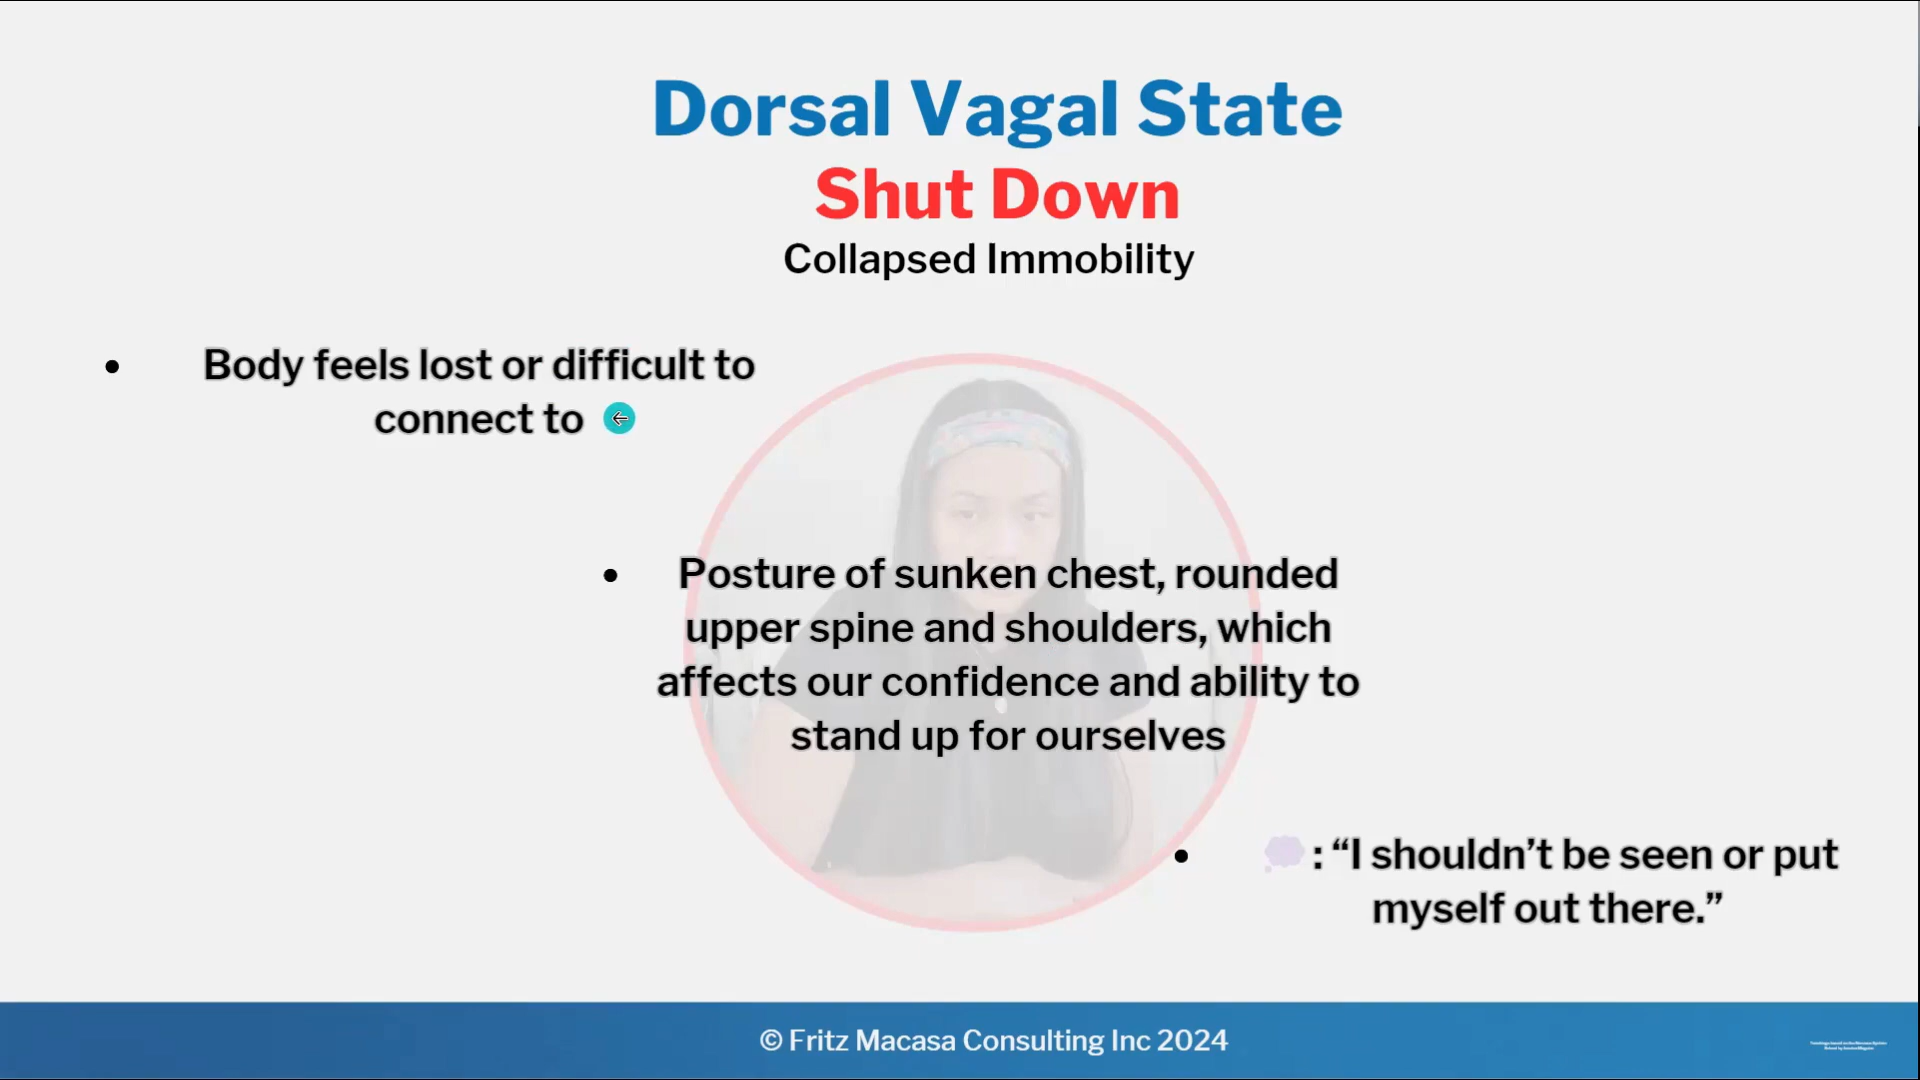 Dorsal Vagal State
Shut Down
Collapsed Immobility
• Body feels lost or difficult to
connect to
• Posture of sunken chest, rounded
upper spine and shoulders, which
affects our confidence and ability to
stand up for ourselves
• : “I shouldn’t be seen or put
myself out there.”
© Fritz Macasa Consulting Inc 2024